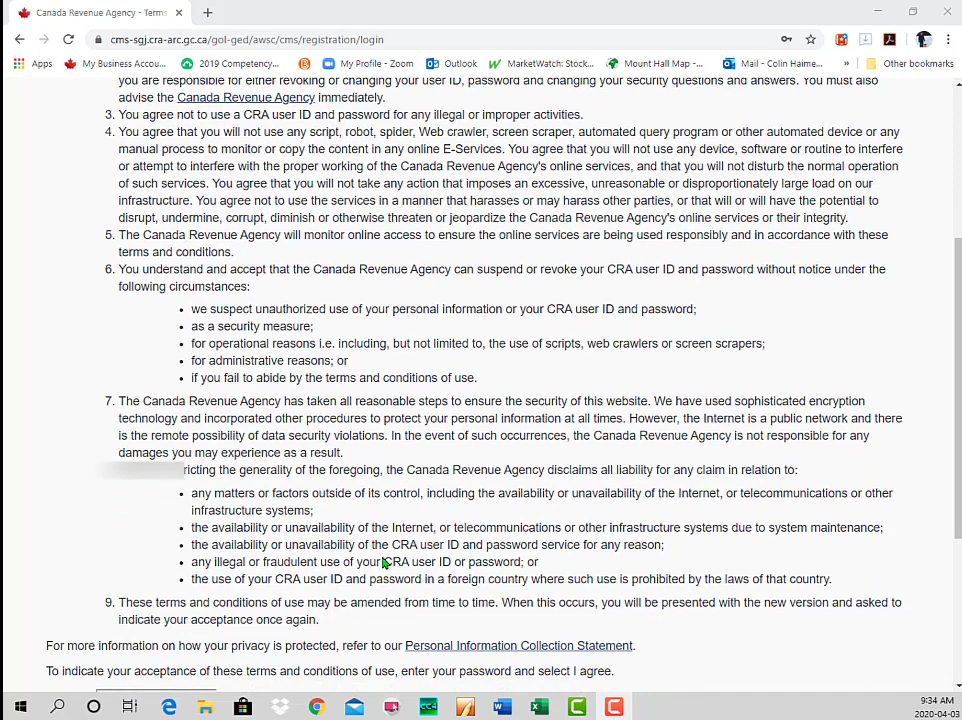 Canada Revenue Agency - Terms
cms-sgj.cra-arc.gc.ca/gol-ged/awsc/cms/registration/login
Apps My Business Accou... 2019 Competency... My Profile - Zoom Outlook MarketWatch: Stock... Mount Hall Map -... Mail - Colin Haime... » Other bookmarks
you are responsible for either revoking or changing your user ID, password and changing your security questions and answers. You must also
advise the Canada Revenue Agency immediately.
3. You agree not to use a CRA user ID and password for any illegal or improper activities.
4. You agree that you will not use any script, robot, spider, Web crawler, screen scraper, automated query program or other automated device or any
manual process to monitor or copy the content in any online E-Services. You agree that you will not use any device, software or routine to interfere
or attempt to interfere with the proper working of the Canada Revenue Agency's online services, and that you will not disturb the normal operation
of such services. You agree that you will not take any action that imposes an excessive, unreasonable or disproportionately large load on our
infrastructure. You agree not to use the services in a manner that harasses or may harass other parties, or that will or will have the potential to
disrupt, undermine, corrupt, diminish or otherwise threaten or jeopardize the Canada Revenue Agency's online services or their integrity.
5. The Canada Revenue Agency will monitor online access to ensure the online services are being used responsibly and in accordance with these
terms and conditions.
6. You understand and accept that the Canada Revenue Agency can suspend or revoke your CRA user ID and password without notice under the
following circumstances:
• we suspect unauthorized use of your personal information or your CRA user ID and password;
• as a security measure;
• for operational reasons i.e. including, but not limited to, the use of scripts, web crawlers or screen scrapers;
• for administrative reasons; or
• if you fail to abide by the terms and conditions of use.
7. The Canada Revenue Agency has taken all reasonable steps to ensure the security of this website. We have used sophisticated encryption
technology and incorporated other procedures to protect your personal information at all times. However, the Internet is a public network and there
is the remote possibility of data security violations. In the event of such occurrences, the Canada Revenue Agency is not responsible for any
damages you may experience as a result.
ricting the generality of the foregoing, the Canada Revenue Agency disclaims all liability for any claim in relation to:
• any matters or factors outside of its control, including the availability or unavailability of the Internet, or telecommunications or other
infrastructure systems;
• the availability or unavailability of the Internet, or telecommunications or other infrastructure systems due to system maintenance;
• the availability or unavailability of the CRA user ID and password service for any reason;
• any illegal or fraudulent use of your CRA user ID or password; or
• the use of your CRA user ID and password in a foreign country where such use is prohibited by the laws of that country.
9. These terms and conditions of use may be amended from time to time. When this occurs, you will be presented with the new version and asked to
indicate your acceptance once again.
For more information on how your privacy is protected, refer to our Personal Information Collection Statement.
To indicate your acceptance of these terms and conditions of use, enter your password and select I agree.
CC4
9:34 AM
2020-04-03